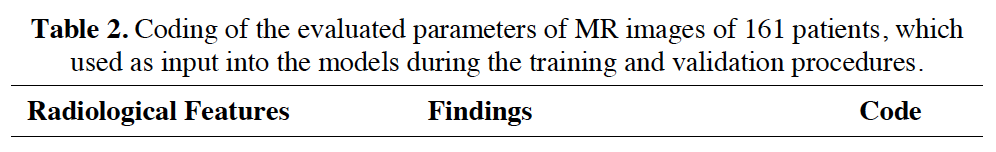 Table 2. Coding of the evaluated parameters of MR images of 161 patients, which
used as input into the models during the training and validation procedures.
Radiological Features Findings Code